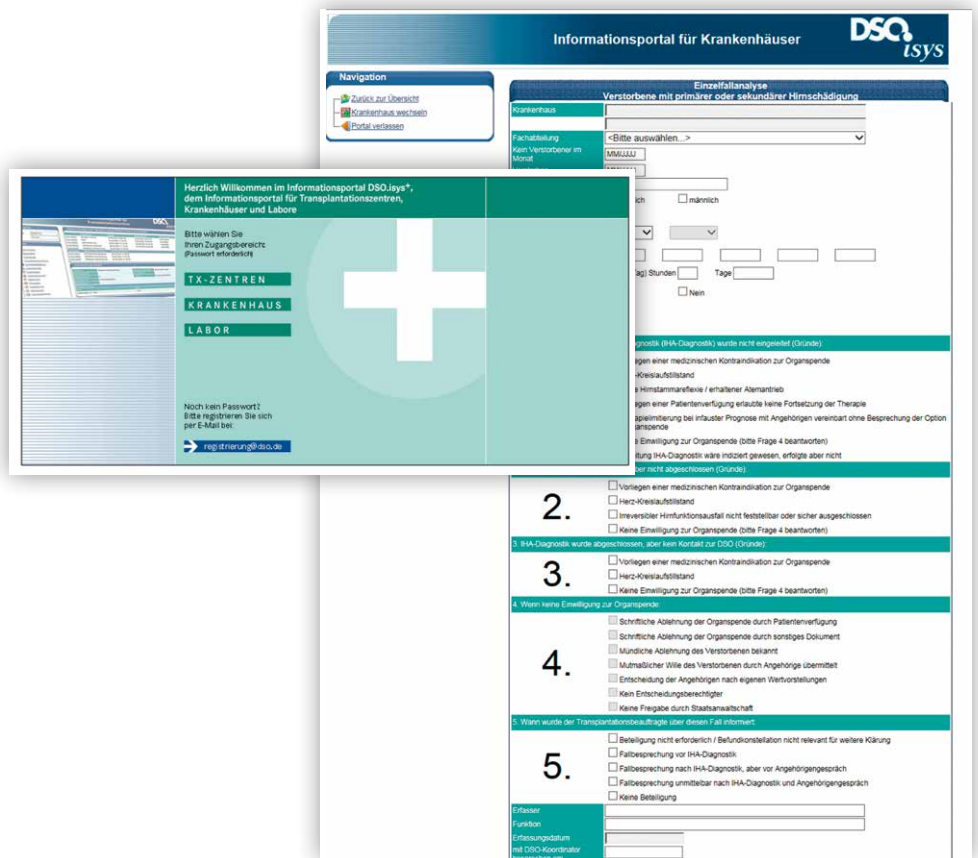 Informationsportal für Krankenhäuser
DSO
isys
Navigation
Zurück zur Übersicht
Krankenhaus wechseln
Portal verlassen
Einzelfallanalyse
Verstorbene mit primärer oder sekundärer Hirnschädigung
Krankenhaus
Fachabteilung
<Bitte auswählen...>
Kein Verstorbener im
Monat
MM/JJJJ
männlich
Tag) Stunden
Tage
Nein
Herzlich Willkommen im Informationsportal DSO.isys+,
dem Informationsportal für Transplantationszentren,
Krankenhäuser und Labore
Bitte wählen Sie
Ihren Zugangsbereich:
(Passwort erforderlich)
TX-ZENTREN
KRANKENHAUS
LABOR
Noch kein Passwort?
Bitte registrieren Sie sich
per E-Mail bei:
registrierung@dso.de
gnostik (IHA-Diagnostik) wurde nicht eingeleitet (Gründe):
egen einer medizinischen Kontraindikation zur Organspende
-Kreislaufstillstand
e Hirnstammareflexie / erhaltener Atemantrieb
egen einer Patientenverfügung erlaubte keine Fortsetzung der Therapie
apielimitierung bei infauster Prognose mit Angehörigen vereinbart ohne Besprechung der Option
ganspende
e Einwilligung zur Organspende (bitte Frage 4 beantworten)
itung IHA-Diagnostik wäre indiziert gewesen, erfolgte aber nicht
ber nicht abgeschlossen (Gründe):
2.
Vorliegen einer medizinischen Kontraindikation zur Organspende
Herz-Kreislaufstillstand
Irreversibler Hirnfunktionsausfall nicht feststellbar oder sicher ausgeschlossen
Keine Einwilligung zur Organspende (bitte Frage 4 beantworten)
3. IHA-Diagnostik wurde abgeschlossen, aber kein Kontakt zur DSO (Gründe):
3.
Vorliegen einer medizinischen Kontraindikation zur Organspende
Herz-Kreislaufstillstand
Keine Einwilligung zur Organspende (bitte Frage 4 beantworten)
4. Wenn keine Einwilligung zur Organspende:
4.
Schriftliche Ablehnung der Organspende durch Patientenverfügung
Schriftliche Ablehnung der Organspende durch sonstiges Dokument
Mündliche Ablehnung des Verstorbenen bekannt
Mutmaßlicher Wille des Verstorbenen durch Angehörige übermittelt
Entscheidung der Angehörigen nach eigenen Wertvorstellungen
Kein Entscheidungsberechtigter
Keine Freigabe durch Staatsanwaltschaft
5. Wann wurde der Transplantationsbeauftragte über diesen Fall informiert:
5.
Beteiligung nicht erforderlich / Befundkonstellation nicht relevant für weitere Klärung
Fallbesprechung vor IHA-Diagnostik
Fallbesprechung nach IHA-Diagnostik, aber vor Angehörigengespräch
Fallbesprechung unmittelbar nach IHA-Diagnostik und Angehörigengespräch
Keine Beteiligung
Erfasser
Funktion
Erfassungsdatum
mit DSO-Koordinator